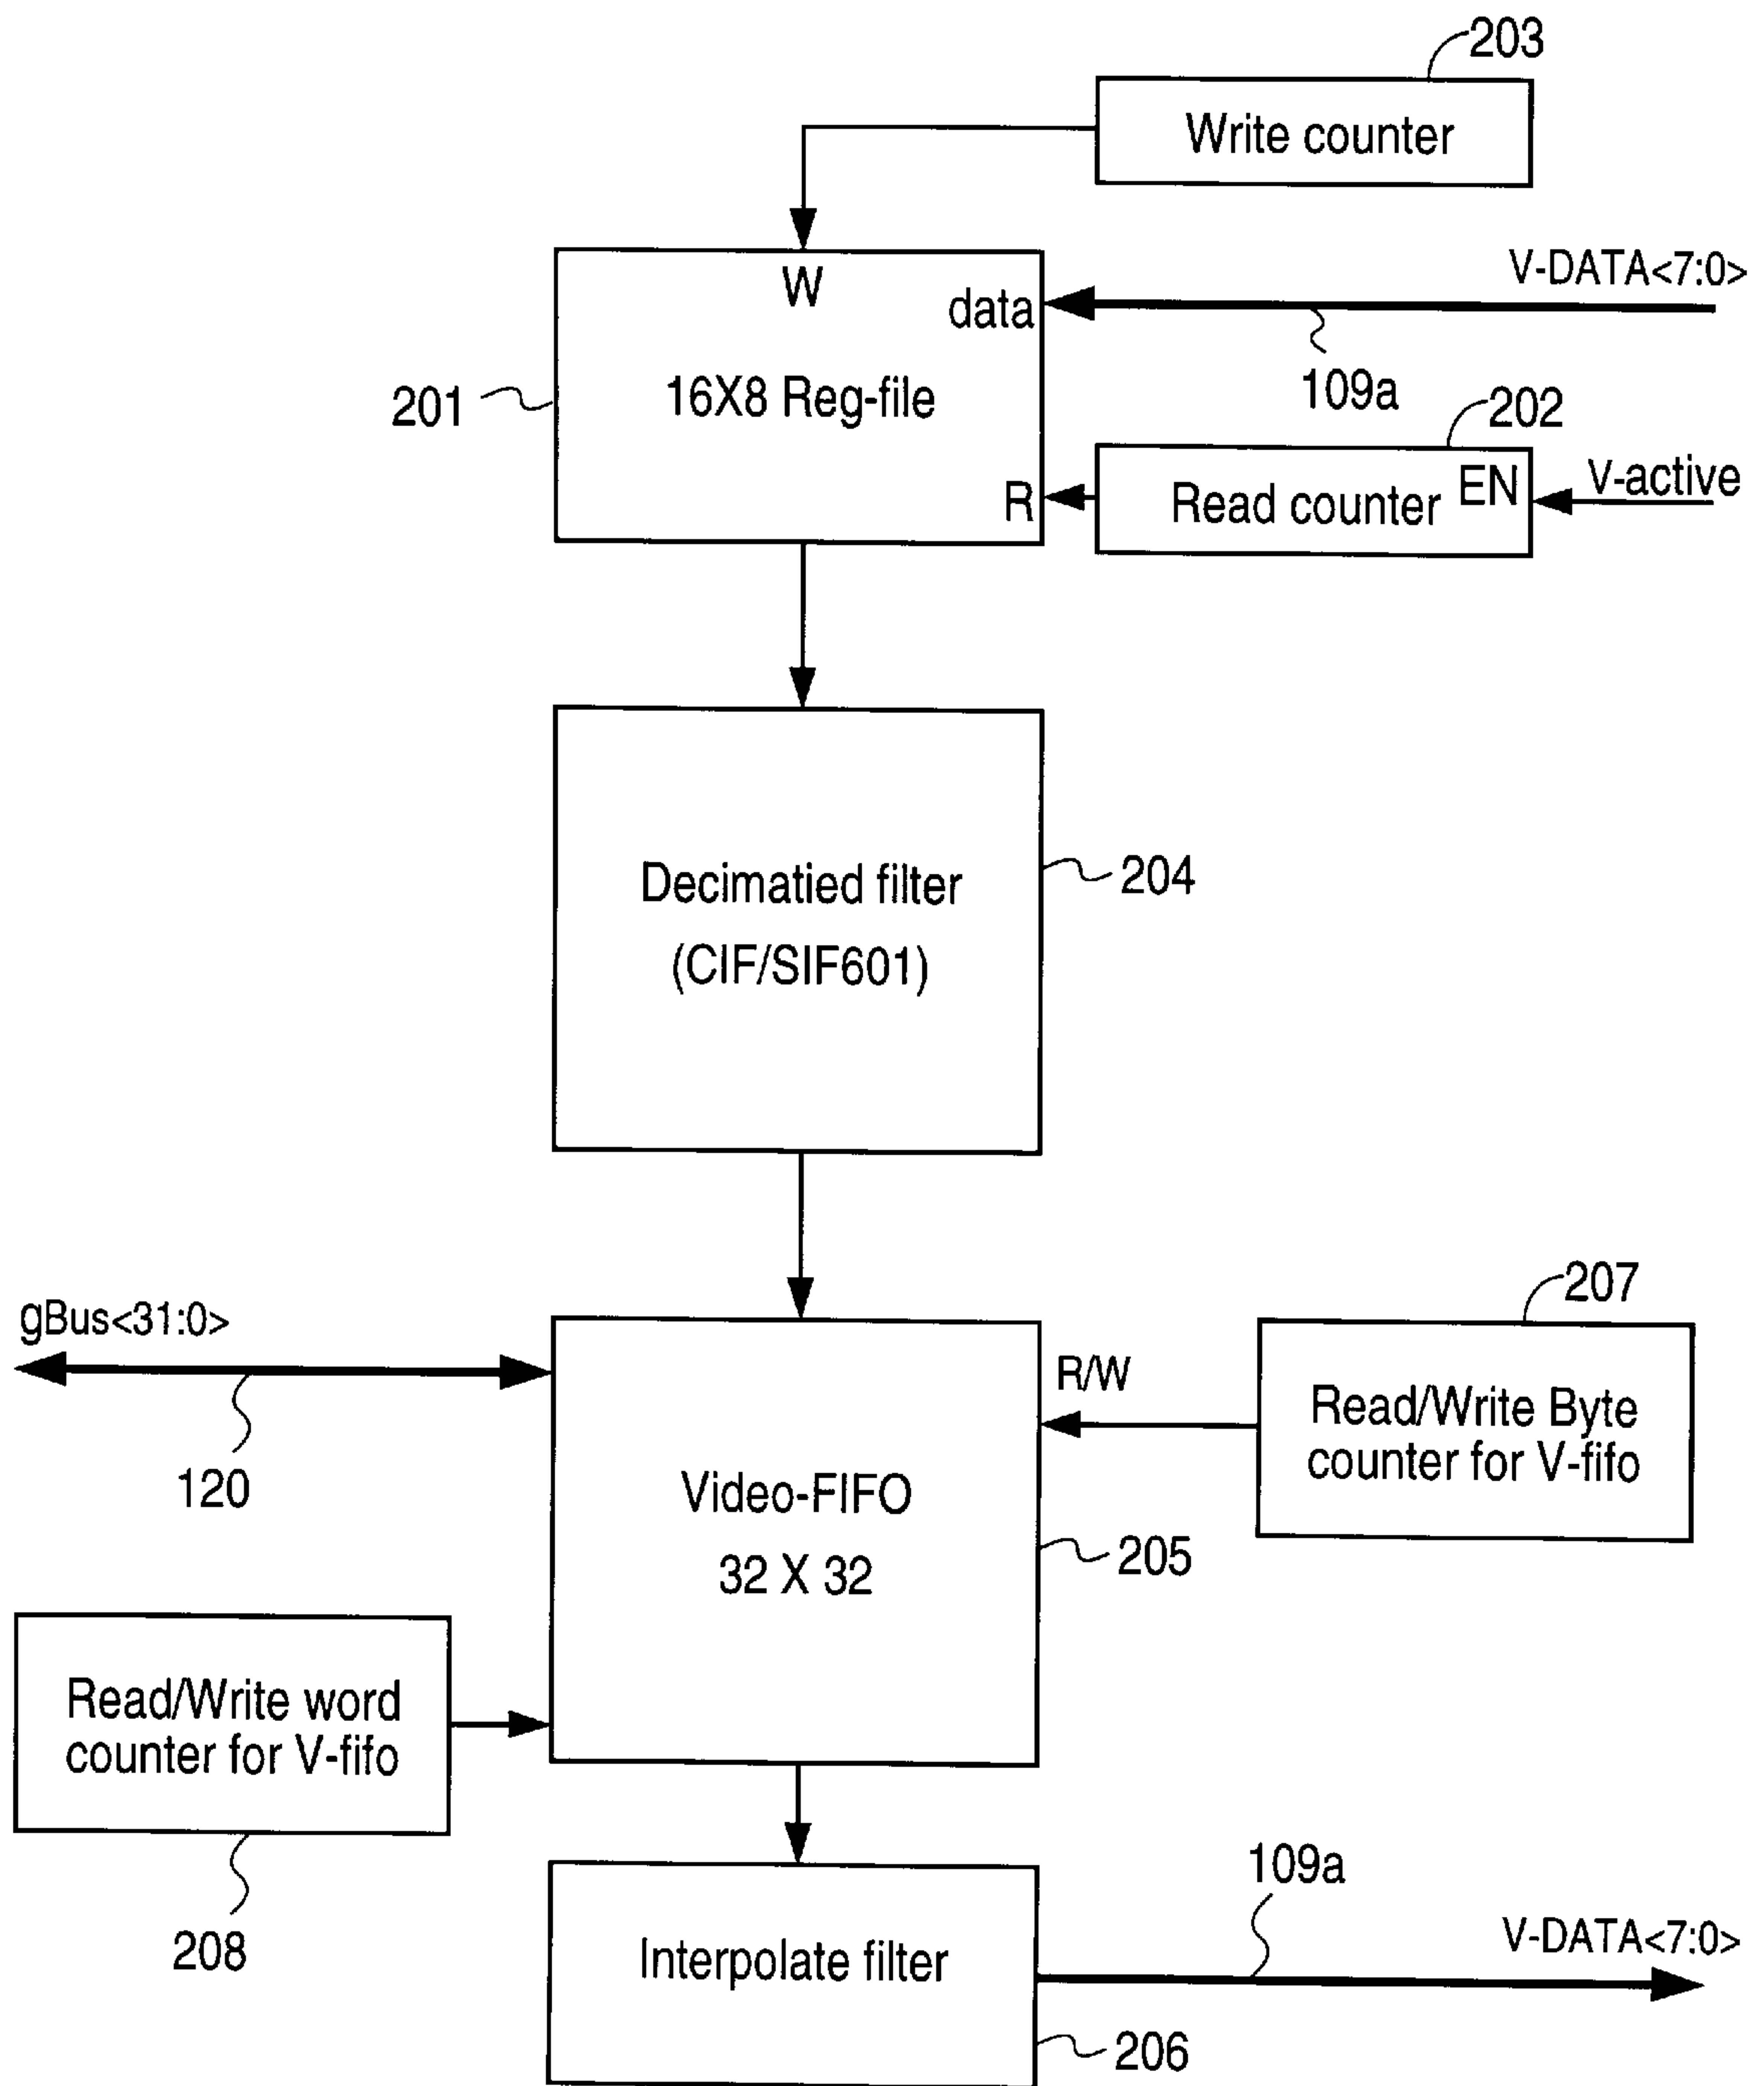 203
Write counter
V-DATA<7:0>
W
data
109a
201
16X8 Reg-file
202
R
Read counter
EN
V-active
Decimatied filter
204
(CIF/SIF601)
207
gBus<31:0>
R/W
Read/Write Byte
counter for V-fifo
120
Video-FIFO
205
32 X 32
Read/Write word
counter for V-fifo
109a
208
V-DATA<7:0>
Interpolate filter
206